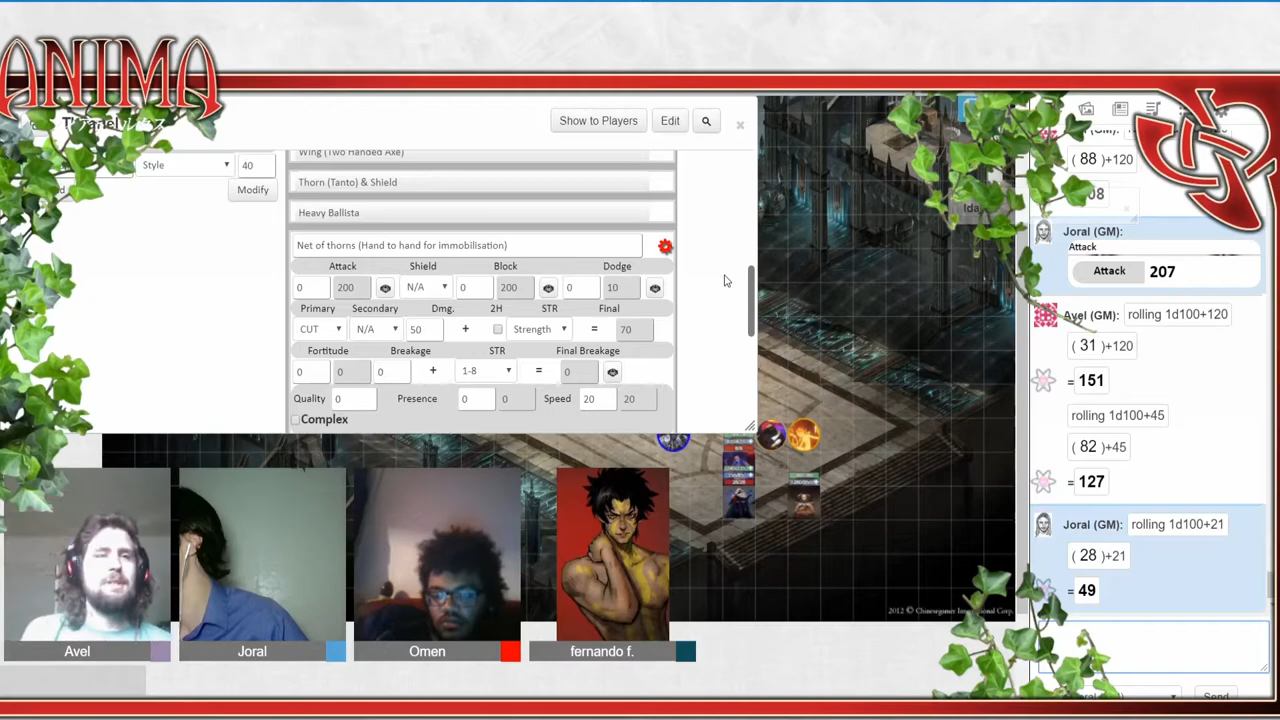 ANIMA
Show to Players
Edit
Style
40
Modify
Wing (Two Handed Axe)
Thorn (Tanto) & Shield
Heavy Ballista
Net of thorns (Hand to hand for immobilisation)
Attack Shield Block Dodge
0 200 N/A 0 200 0 10
Primary Secondary Dmg. 2H STR Final
CUT N/A 50 + Strength = 70
Fortitude Breakage STR Final Breakage
0 0 0 + 1-8 = 0
Quality 0 Presence 0 0 Speed 20 20
Complex
2012 © Chinesegamer International Corp.
Avel
Joral
Omen
fernando f.
( 88 )+120
Joral (GM):
Attack
Attack 207
Avel (GM): rolling 1d100+120
( 31 )+120
= 151
rolling 1d100+45
( 82 )+45
= 127
Joral (GM): rolling 1d100+21
( 28 )+21
= 49
Send